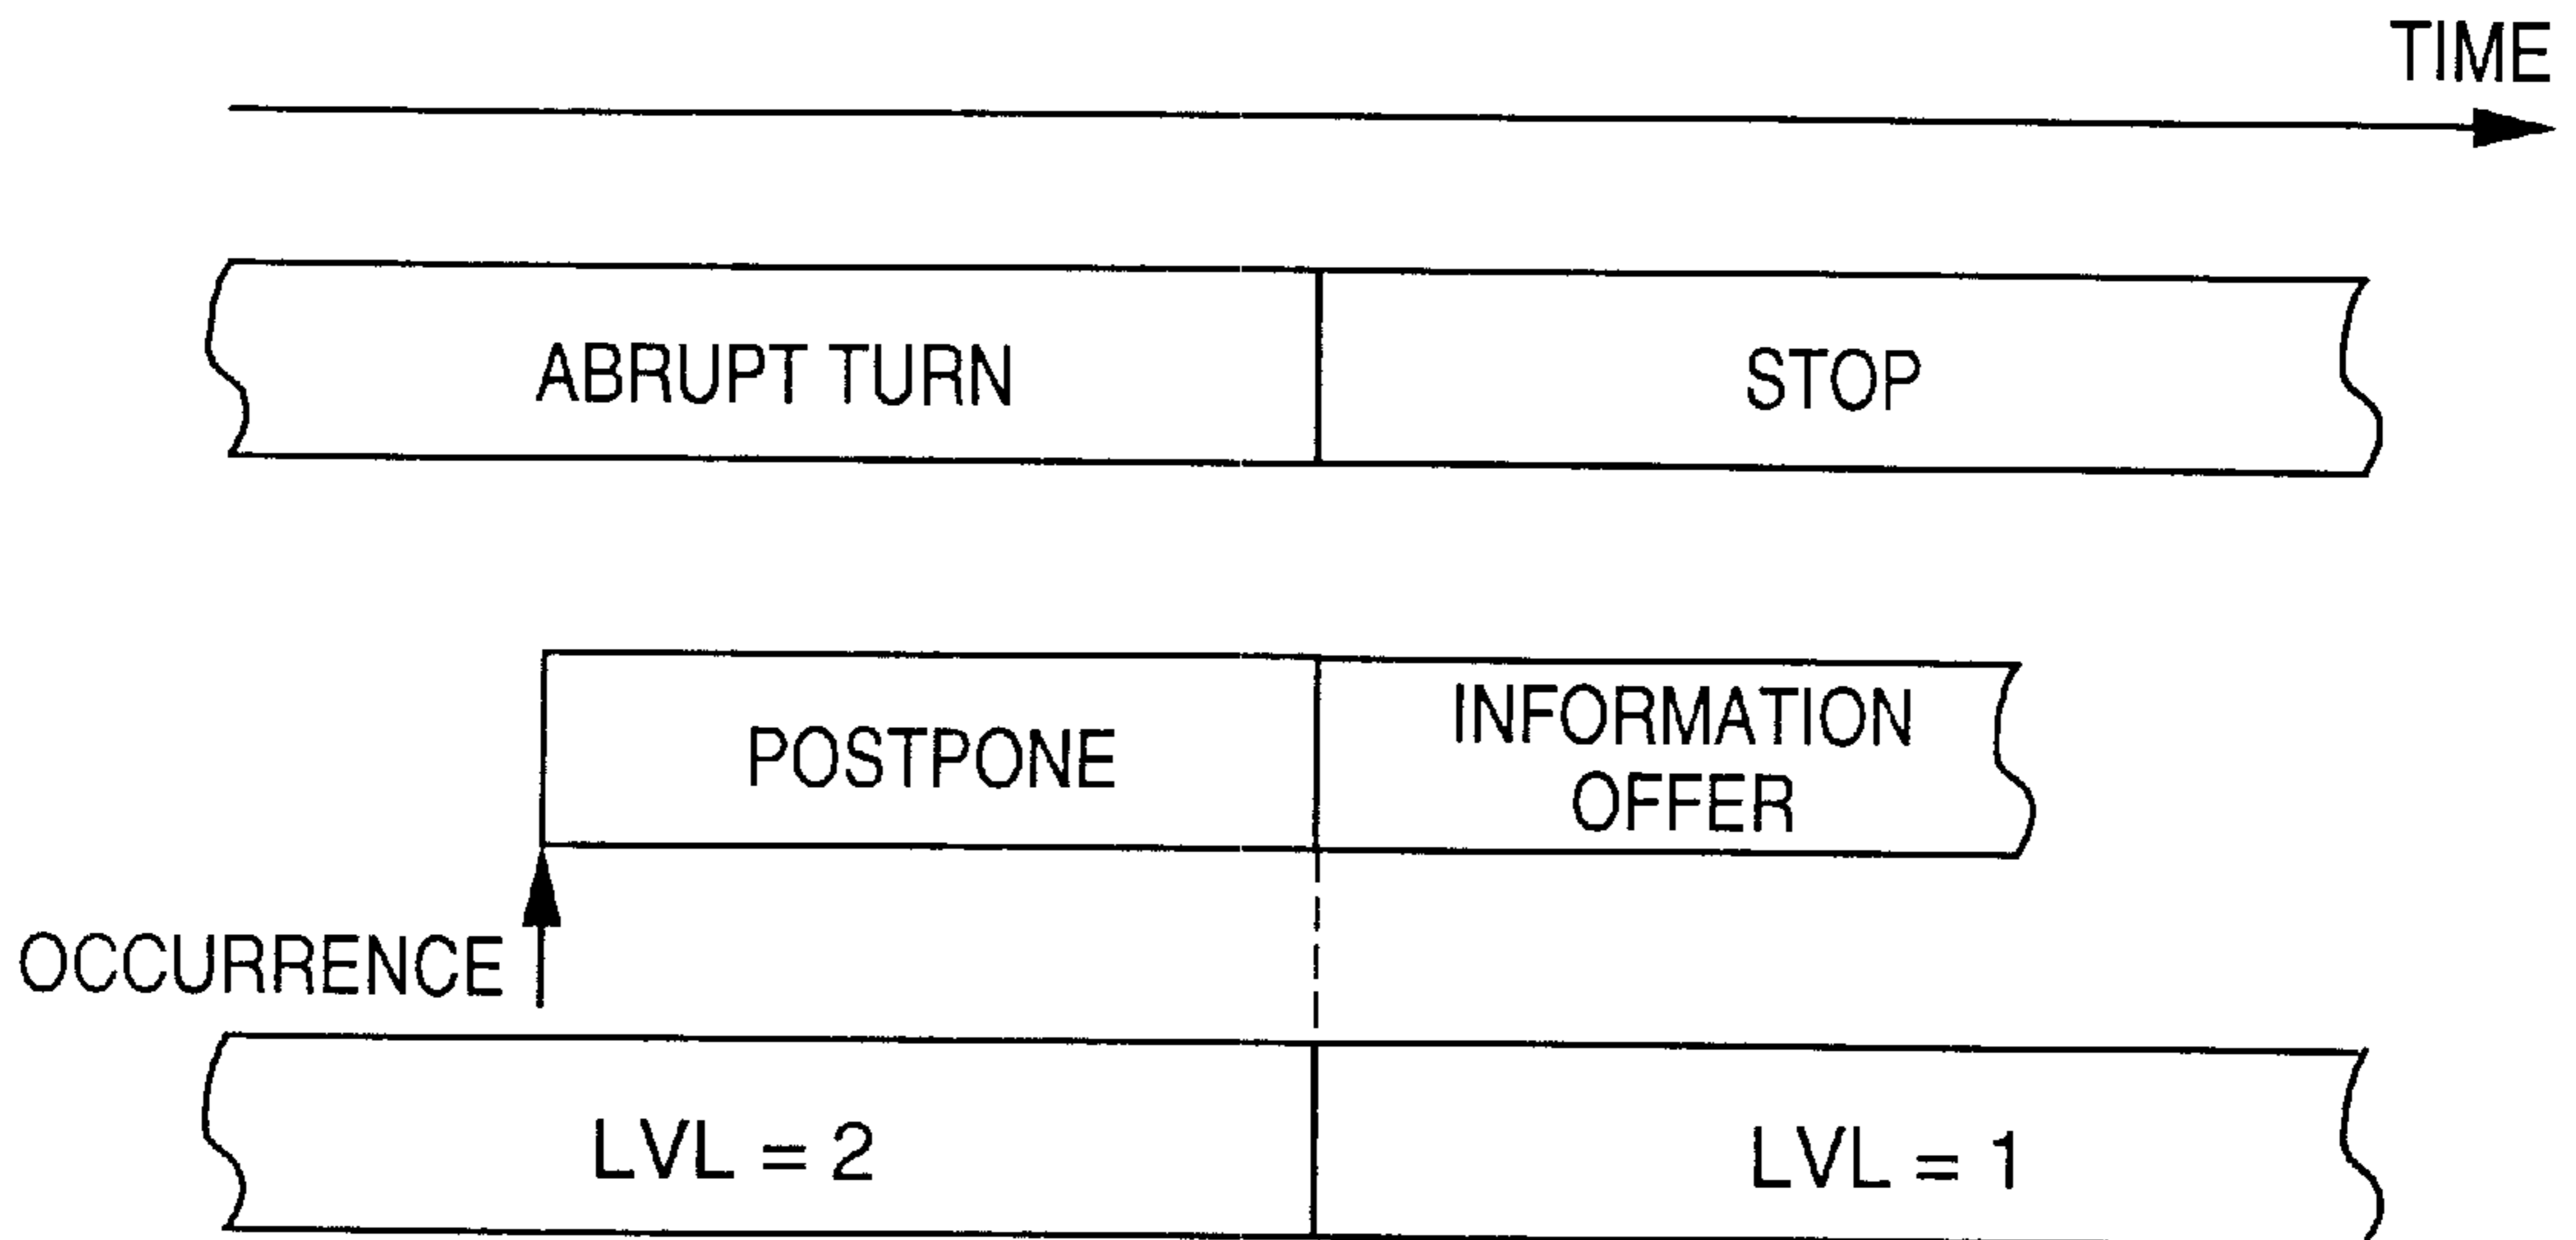 TIME
ABRUPT TURN
STOP
POSTPONE
INFORMATION
OFFER
OCCURRENCE
LVL = 2
LVL = 1